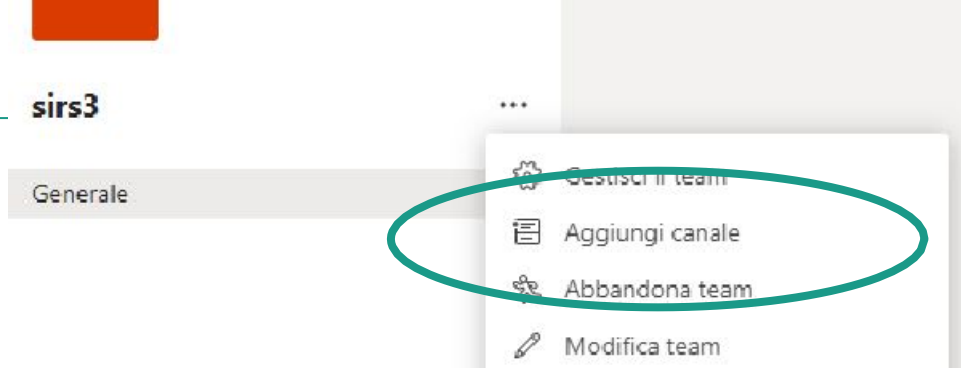 sirs3
...
Generale
Gestisci il team
Aggiungi canale
Abbandona team
Modifica team